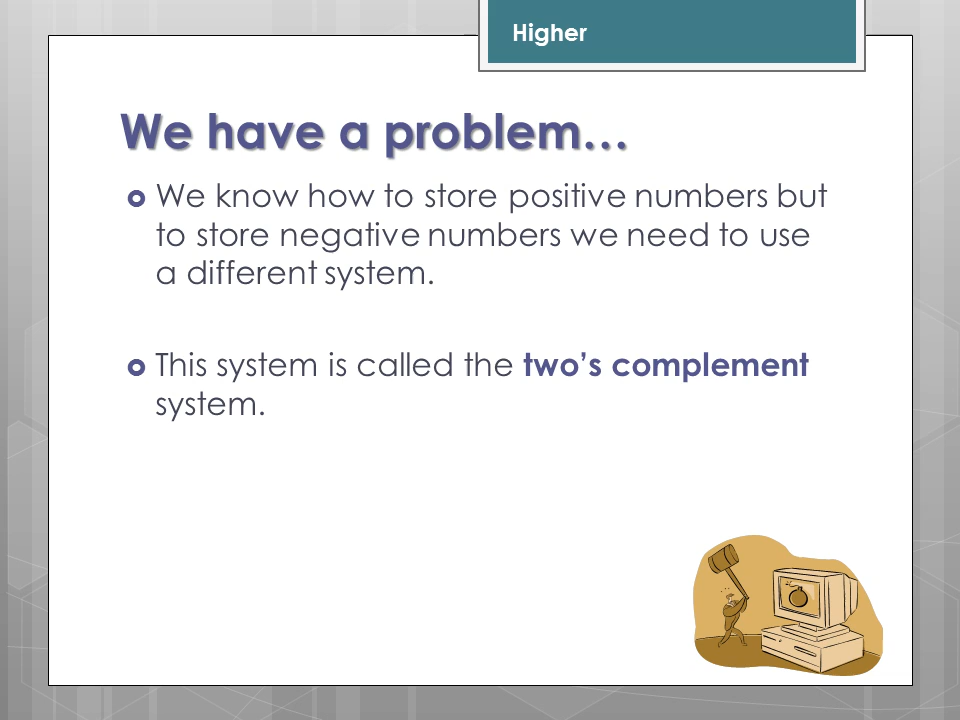 Higher
We have a problem…
We know how to store positive numbers but
to store negative numbers we need to use
a different system.
This system is called the two’s complement
system.